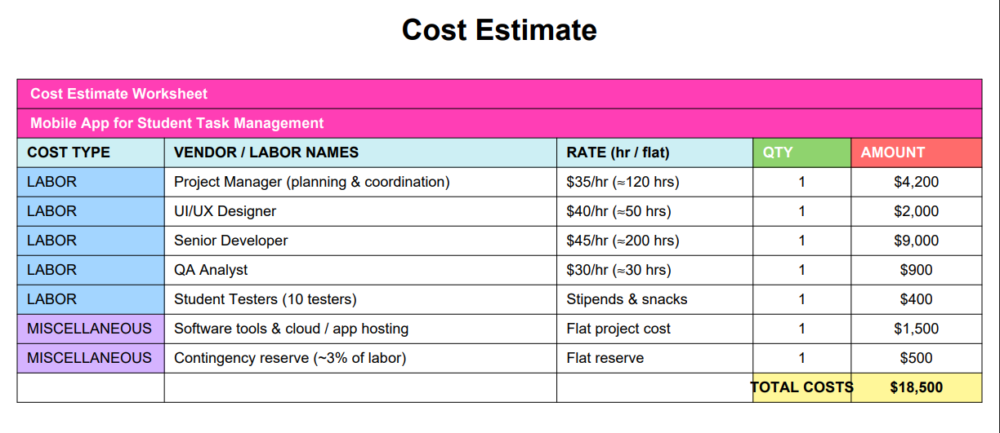 Cost Estimate
Cost Estimate Worksheet
Mobile App for Student Task Management
COST TYPE VENDOR / LABOR NAMES RATE (hr / flat) QTY AMOUNT
LABOR Project Manager (planning & coordination) $35/hr (≈120 hrs) 1 $4,200
LABOR UI/UX Designer $40/hr (≈50 hrs) 1 $2,000
LABOR Senior Developer $45/hr (≈200 hrs) 1 $9,000
LABOR QA Analyst $30/hr (≈30 hrs) 1 $900
LABOR Student Testers (10 testers) Stipends & snacks 1 $400
MISCELLANEOUS Software tools & cloud / app hosting Flat project cost 1 $1,500
MISCELLANEOUS Contingency reserve (~3% of labor) Flat reserve 1 $500
TOTAL COSTS $18,500